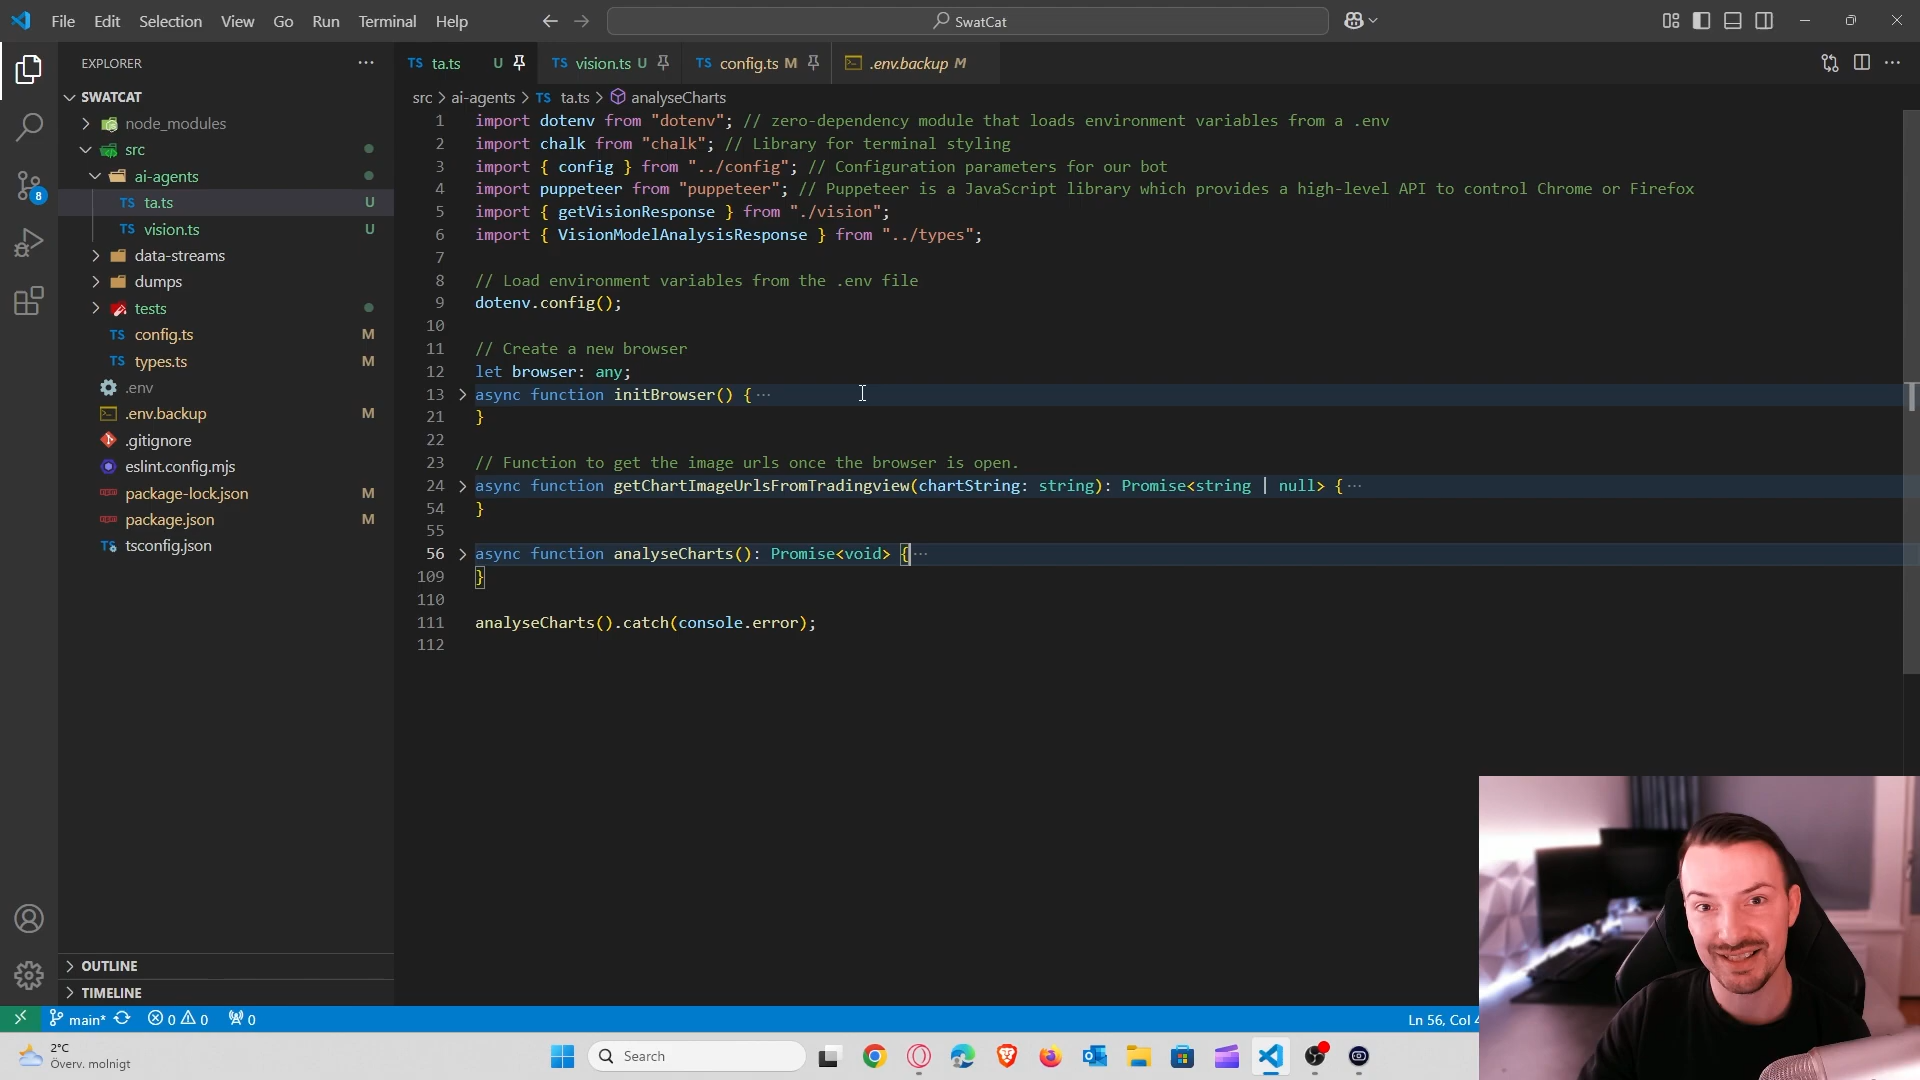 File Edit Selection View Go Run Terminal Help
SwatCat
EXPLORER
SWATCAT
node_modules
src
ai-agents
TS ta.ts U
TS vision.ts U
data-streams
dumps
tests
TS config.ts M
TS types.ts M
.env
.env.backup M
.gitignore
eslint.config.mjs
package-lock.json M
package.json M
TS tsconfig.json
OUTLINE
TIMELINE
8
TS ta.ts U TS vision.ts U TS config.ts M .env.backup M
src > ai-agents > TS ta.ts > analyseCharts
1 import dotenv from "dotenv"; // zero-dependency module that loads environment variables from a .env
2 import chalk from "chalk"; // Library for terminal styling
3 import { config } from "../config"; // Configuration parameters for our bot
4 import puppeteer from "puppeteer"; // Puppeteer is a JavaScript library which provides a high-level API to control Chrome or Firefox
5 import { getVisionResponse } from "./vision";
6 import { VisionModelAnalysisResponse } from "../types";
7
8 // Load environment variables from the .env file
9 dotenv.config();
10
11 // Create a new browser
12 let browser: any;
13 async function initBrowser() { ···
21 }
22
23 // Function to get the image urls once the browser is open.
24 async function getChartImageUrlsFromTradingview(chartString: string): Promise<string | null> { ···
54 }
55
56 async function analyseCharts(): Promise<void> { ···
109 }
110
111 analyseCharts().catch(console.error);
112
main* 0 0 0
Ln 56, Col 4
2°C
Överv. molnigt
Search